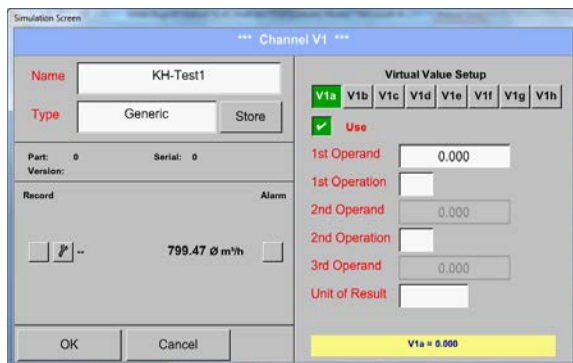 Simulation Screen
*** Channel V1 ***
Name KH-Test1
Type Generic Store
Part: 0 Serial: 0
Version:
Record Alarm
-- 799.47 Ø m³/h
OK Cancel
Virtual Value Setup
V1a V1b V1c V1d V1e V1f V1g V1h
Use
1st Operand 0.000
1st Operation
2nd Operand 0.000
2nd Operation
3rd Operand 0.000
Unit of Result
V1a = 0.000